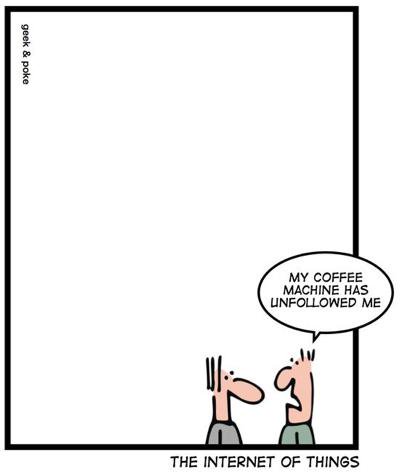 geek & poke
MY COFFEE
MACHINE HAS
UNFOLLOWED ME
THE INTERNET OF THINGS